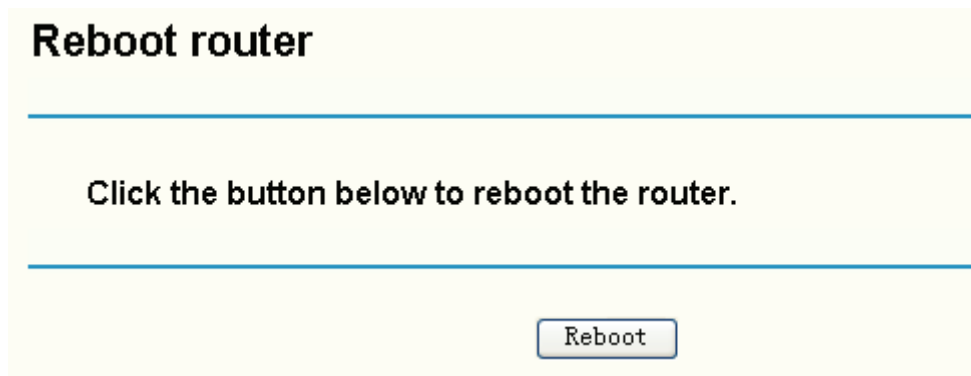 Reboot router
Click the button below to reboot the router.
Reboot